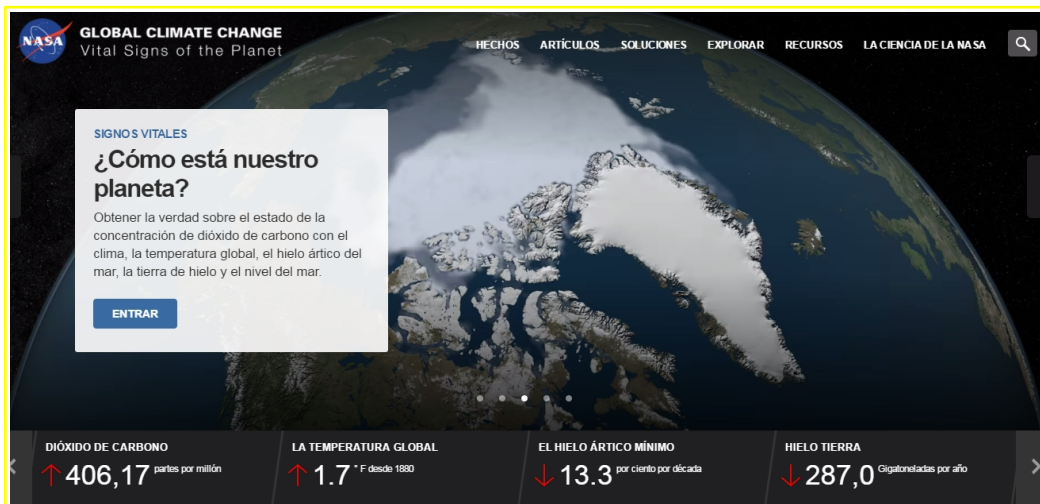 NASA
GLOBAL CLIMATE CHANGE
Vital Signs of the Planet
HECHOS ARTÍCULOS SOLUCIONES EXPLORAR RECURSOS LA CIENCIA DE LA NASA
SIGNOS VITALES
¿Cómo está nuestro
planeta?
Obtener la verdad sobre el estado de la
concentración de dióxido de carbono con el
clima, la temperatura global, el hielo ártico del
mar, la tierra de hielo y el nivel del mar.
ENTRAR
DIÓXIDO DE CARBONO
↑ 406,17 partes por millón
LA TEMPERATURA GLOBAL
↑ 1.7 ° F desde 1880
EL HIELO ÁRTICO MÍNIMO
↓ 13.3 por ciento por década
HIELO TIERRA
↓ 287,0 Gigatoneladas por año